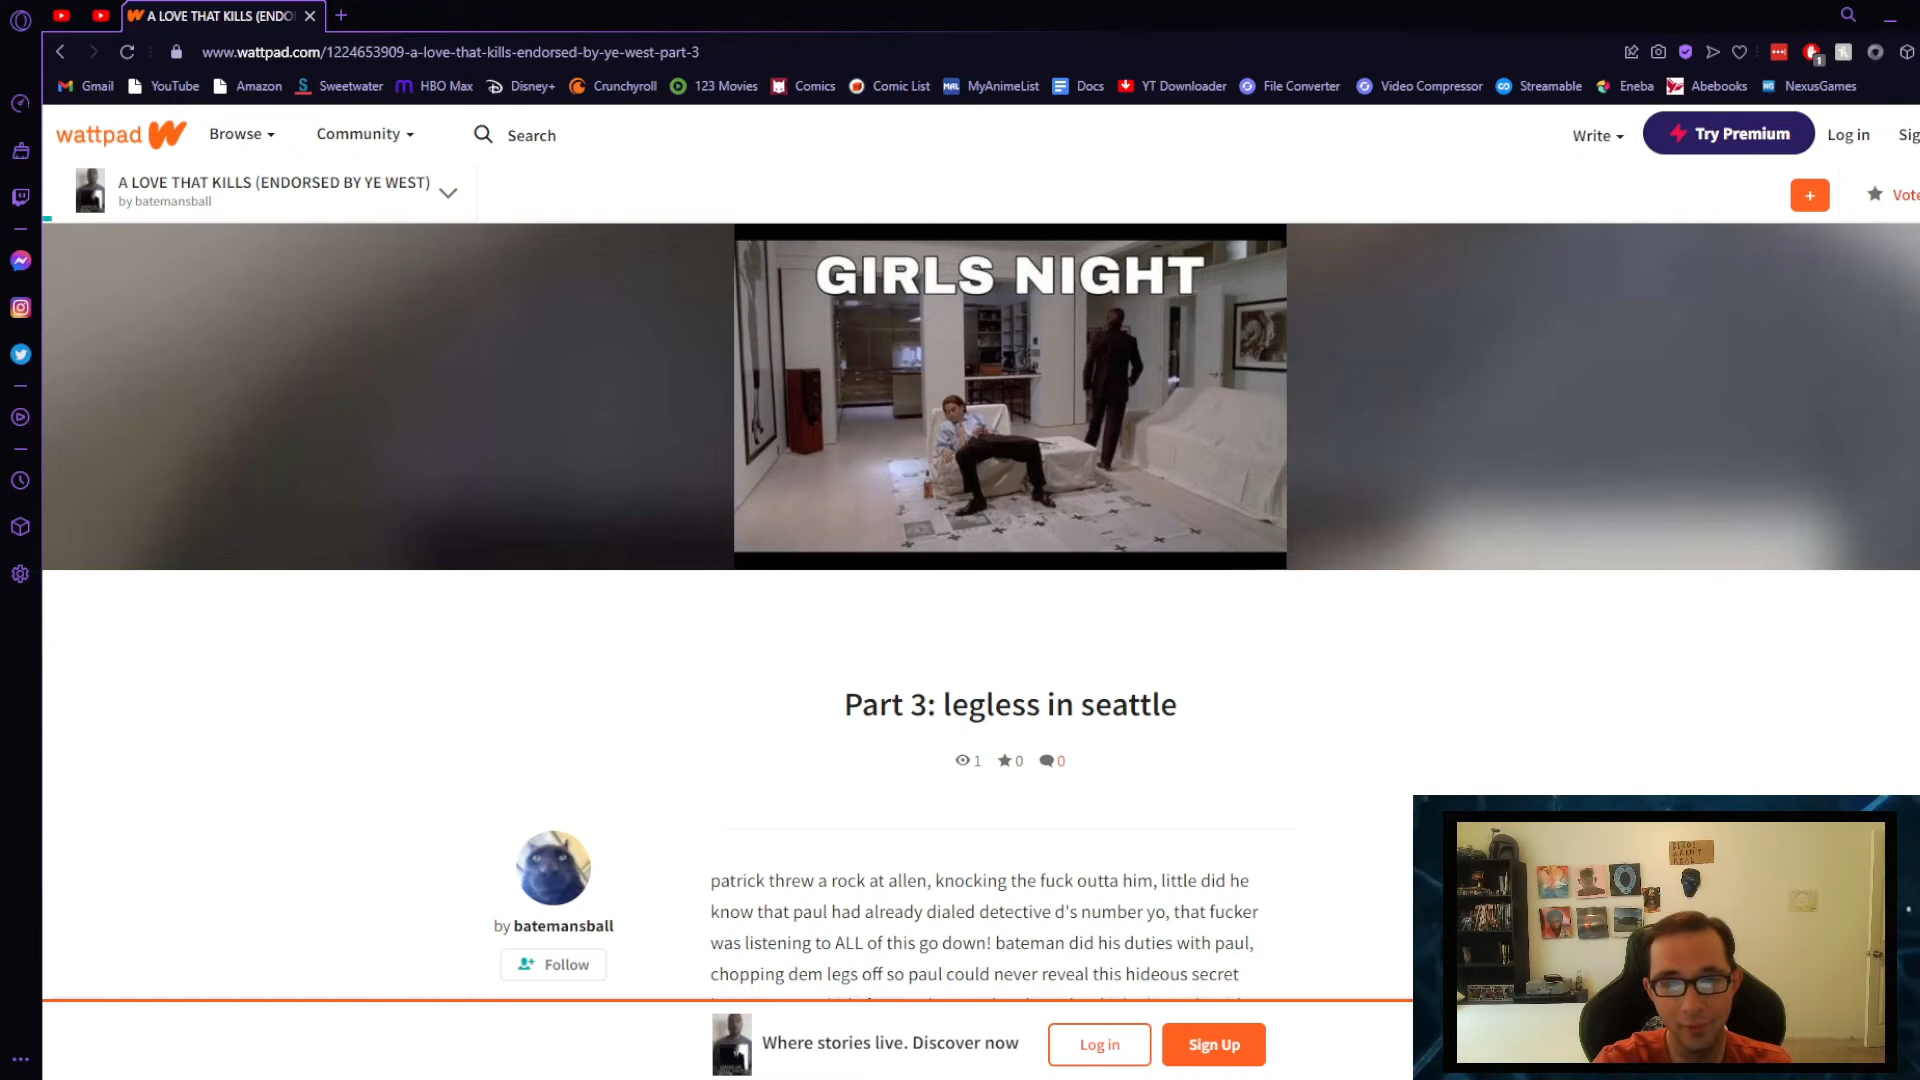 A LOVE THAT KILLS (ENDO
www.wattpad.com/1224653909-a-love-that-kills-endorsed-by-ye-west-part-3
1
Gmail YouTube Amazon Sweetwater HBO Max Disney+ Crunchyroll 123 Movies Comics Comic List MyAnimeList Docs YT Downloader File Converter Video Compressor Streamable Eneba Abebooks NexusGames
wattpad Browse Community Search Write Try Premium Log in Sig
A LOVE THAT KILLS (ENDORSED BY YE WEST)
by batemansball
+ Vote
GIRLS NIGHT
Part 3: legless in seattle
1 0 0
patrick threw a rock at allen, knocking the fuck outta him, little did he
know that paul had already dialed detective d's number yo, that fucker
was listening to ALL of this go down! bateman did his duties with paul,
chopping dem legs off so paul could never reveal this hideous secret
by batemansball
Follow
Where stories live. Discover now Log in Sign Up
BIRDS
AREN'T
REAL